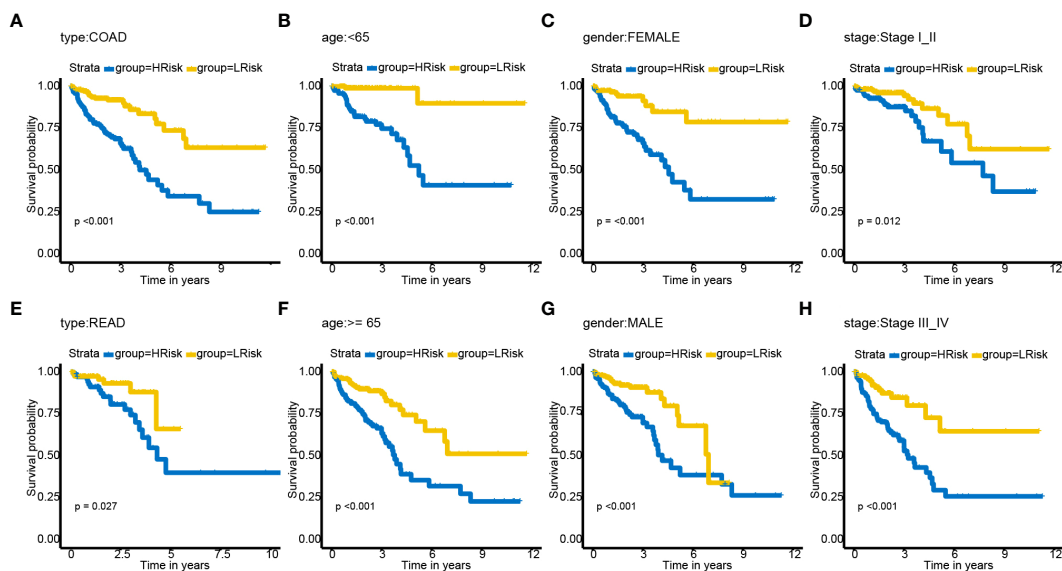 A
type:COAD
Strata group=HRisk group=LRisk
Survival probability
1.00
0.75
0.50
0.25
0.00
p <0.001
0 3 6 9
Time in years
B
age:<65
Strata group=HRisk group=LRisk
Survival probability
1.00
0.75
0.50
0.25
0.00
p <0.001
0 3 6 9 12
Time in years
C
gender:FEMALE
Strata group=HRisk group=LRisk
Survival probability
1.00
0.75
0.50
0.25
0.00
p = <0.001
0 3 6 9 12
Time in years
D
stage:Stage I_II
Strata group=HRisk group=LRisk
Survival probability
1.00
0.75
0.50
0.25
0.00
p = 0.012
0 3 6 9 12
Time in years
E
type:READ
Strata group=HRisk group=LRisk
Survival probability
1.00
0.75
0.50
0.25
0.00
p = 0.027
0 2.5 5 7.5 10
Time in years
F
age:>= 65
Strata group=HRisk group=LRisk
Survival probability
1.00
0.75
0.50
0.25
0.00
p <0.001
0 3 6 9 12
Time in years
G
gender:MALE
Strata group=HRisk group=LRisk
Survival probability
1.00
0.75
0.50
0.25
0.00
p <0.001
0 3 6 9 12
Time in years
H
stage:Stage III_IV
Strata group=HRisk group=LRisk
Survival probability
1.00
0.75
0.50
0.25
0.00
p <0.001
0 3 6 9 12
Time in years